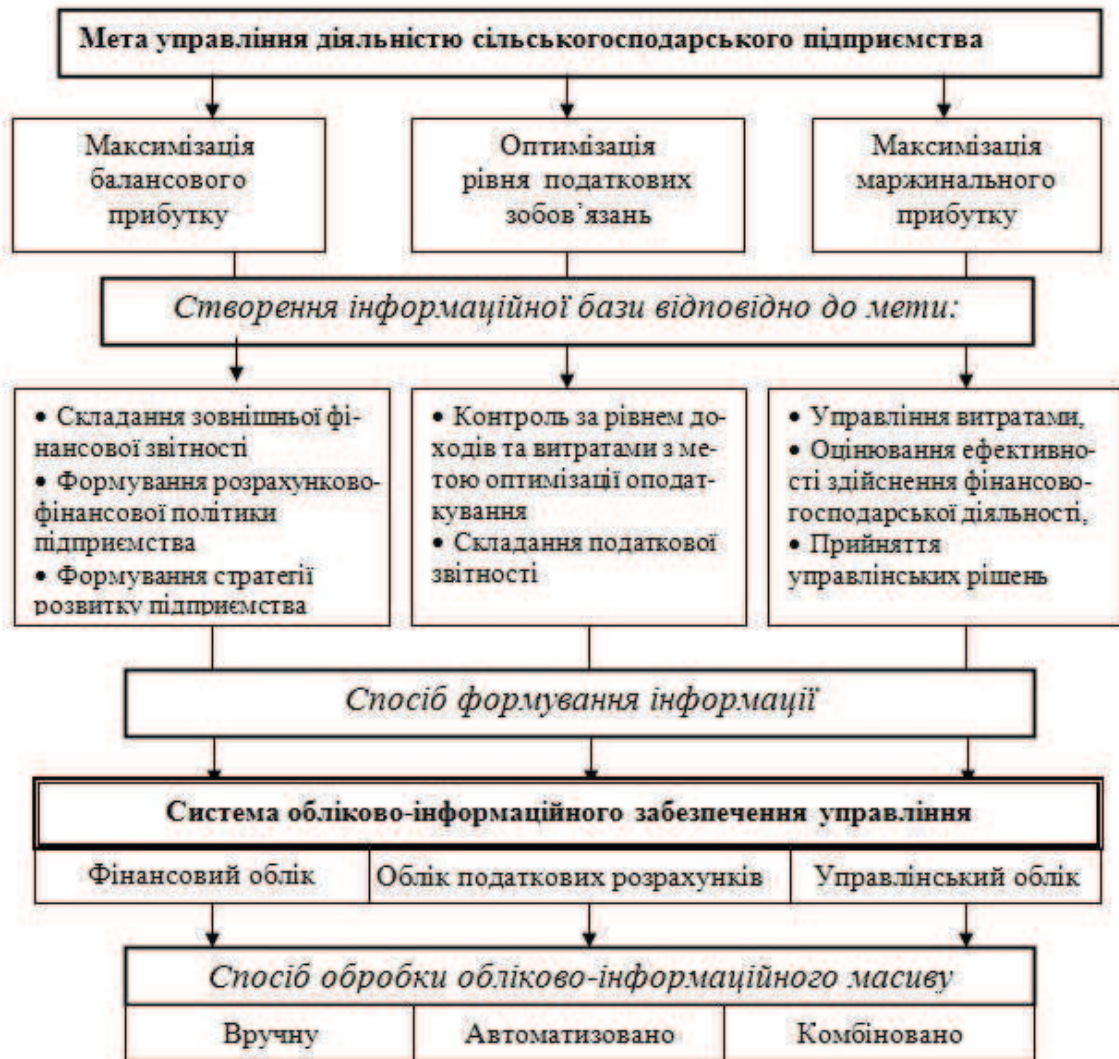 Мета управління діяльністю сільськогосподарського підприємства
Максимізація
балансового
прибутку
Оптимізація
рівня податкових
зобов’язань
Максимізація
маржинального
прибутку
Створення інформаційної бази відповідно до мети:
• Складання зовнішньої фі-
нансової звітності
• Формування розрахунково-
фінансової політики
підприємства
• Формування стратегії
розвитку підприємства
• Контроль за рівнем до-
ходів та витратами з ме-
тою оптимізації оподат-
кування
• Складання податкової
звітності
• Управління витратами,
• Оцінювання ефективно-
сті здійснення фінансово-
господарської діяльності,
• Прийняття
управлінських рішень
Спосіб формування інформації
Система обліково-інформаційного забезпечення управління
Фінансовий облік
Облік податкових розрахунків
Управлінський облік
Спосіб обробки обліково-інформаційного масиву
Вручну
Автоматизовано
Комбіновано